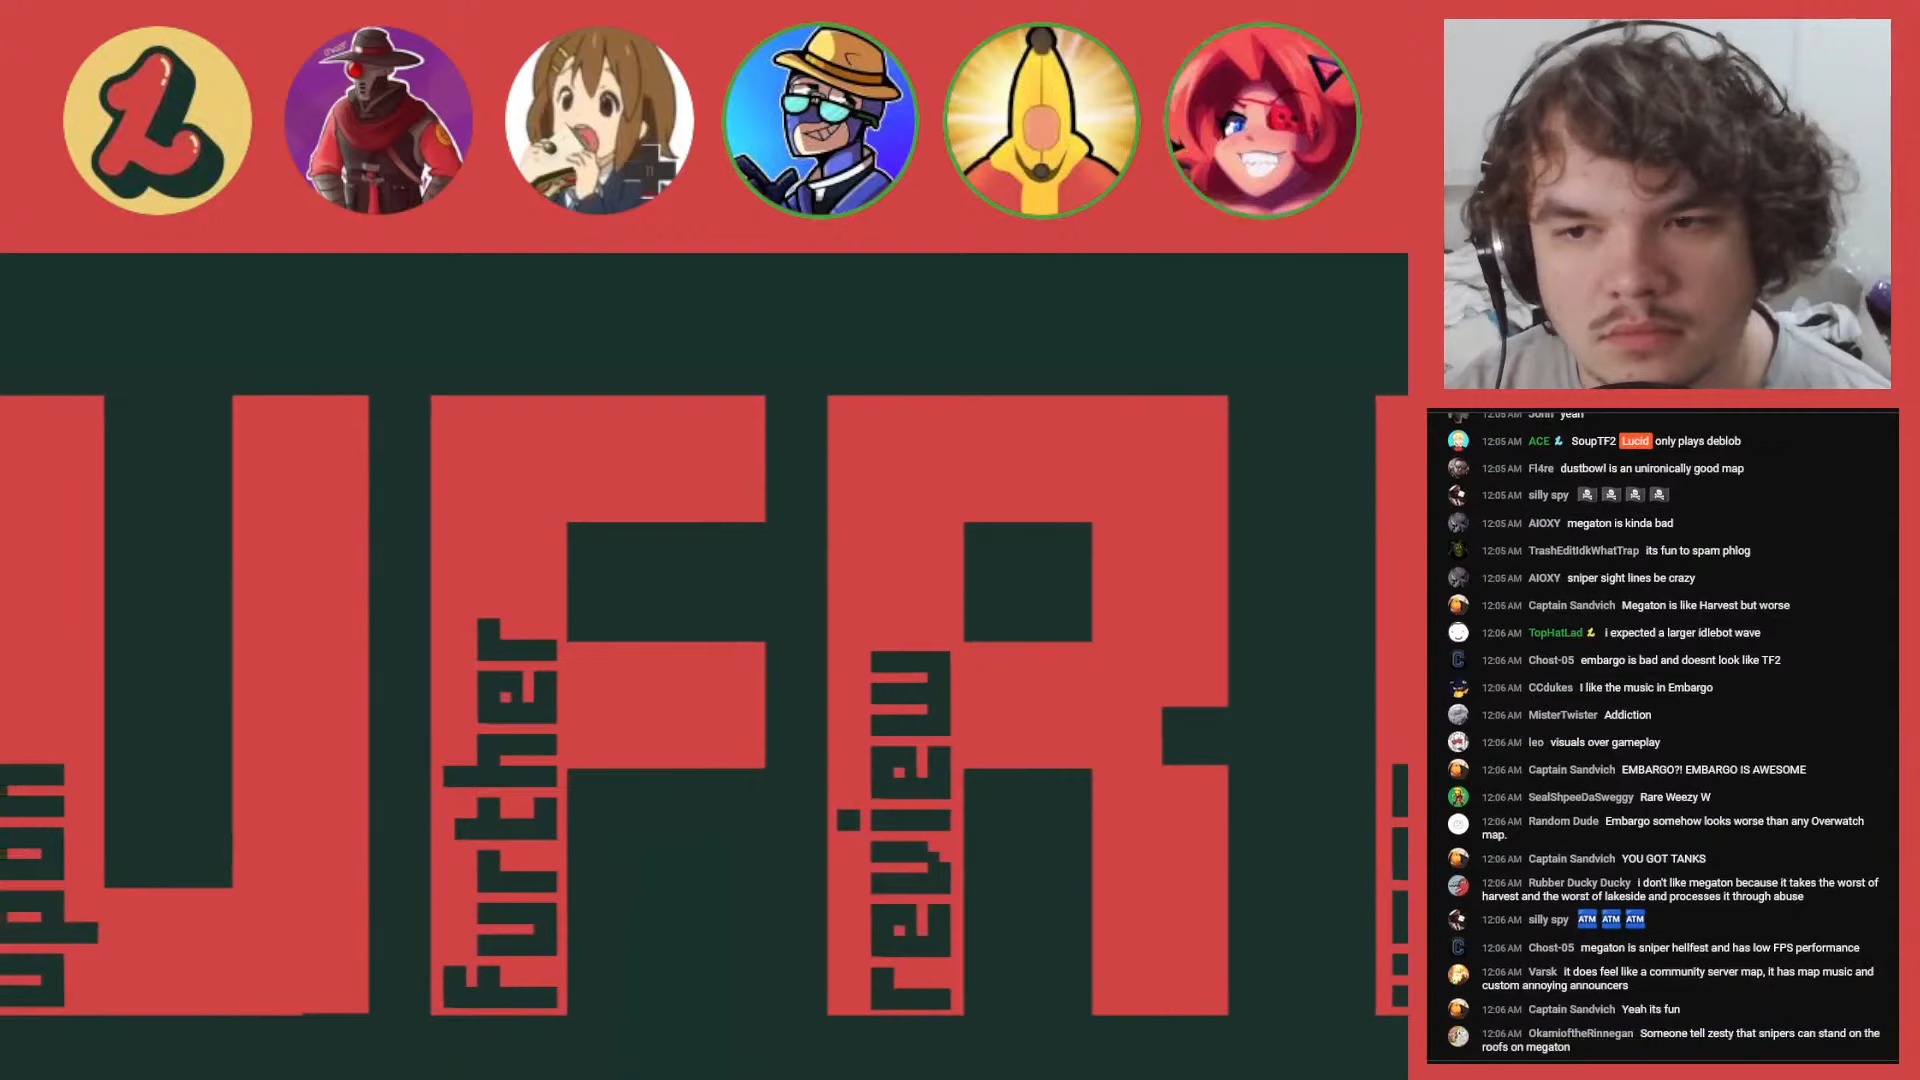 UFR
upon
Further
review
12:05 AM John yeah
12:05 AM ACE SoupTF2 Lucid only plays deblob
12:05 AM Fl4re dustbowl is an unironically good map
12:05 AM silly spy
12:05 AM AIOXY megaton is kinda bad
12:05 AM TrashEditIdkWhatTrap its fun to spam phlog
12:05 AM AIOXY sniper sight lines be crazy
12:05 AM Captain Sandvich Megaton is like Harvest but worse
12:06 AM TopHatLad i expected a larger idlebot wave
12:06 AM Chost-05 embargo is bad and doesnt look like TF2
12:06 AM CCdukes I like the music in Embargo
12:06 AM MisterTwister Addiction
12:06 AM leo visuals over gameplay
12:06 AM Captain Sandvich EMBARGO?! EMBARGO IS AWESOME
12:06 AM SealShpeeDaSweggy Rare Weezy W
12:06 AM Random Dude Embargo somehow looks worse than any Overwatch
map.
12:06 AM Captain Sandvich YOU GOT TANKS
12:06 AM Rubber Ducky Ducky i don't like megaton because it takes the worst of
harvest and the worst of lakeside and processes it through abuse
12:06 AM silly spy ATM ATM ATM
12:06 AM Chost-05 megaton is sniper hellfest and has low FPS performance
12:06 AM Varsk it does feel like a community server map, it has map music and
custom annoying announcers
12:06 AM Captain Sandvich Yeah its fun
12:06 AM OkamioftheRinnegan Someone tell zesty that snipers can stand on the
roofs on megaton